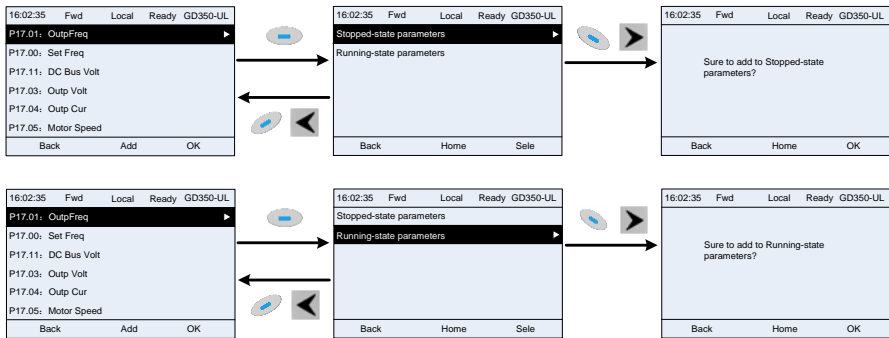 16:02:35 Fwd Local Ready GD350-UL
P17.01: OutpFreq
P17.00: Set Freq
P17.11: DC Bus Volt
P17.03: Outp Volt
P17.04: Outp Cur
P17.05: Motor Speed
Back Add OK
16:02:35 Fwd Local Ready GD350-UL
Stopped-state parameters
Running-state parameters
Back Home Sele
16:02:35 Fwd Local Ready GD350-UL
Sure to add to Stopped-state
parameters?
Back Home OK
16:02:35 Fwd Local Ready GD350-UL
P17.01: OutpFreq
P17.00: Set Freq
P17.11: DC Bus Volt
P17.03: Outp Volt
P17.04: Outp Cur
P17.05: Motor Speed
Back Add OK
16:02:35 Fwd Local Ready GD350-UL
Stopped-state parameters
Running-state parameters
Back Home Sele
16:02:35 Fwd Local Ready GD350-UL
Sure to add to Running-state
parameters?
Back Home OK